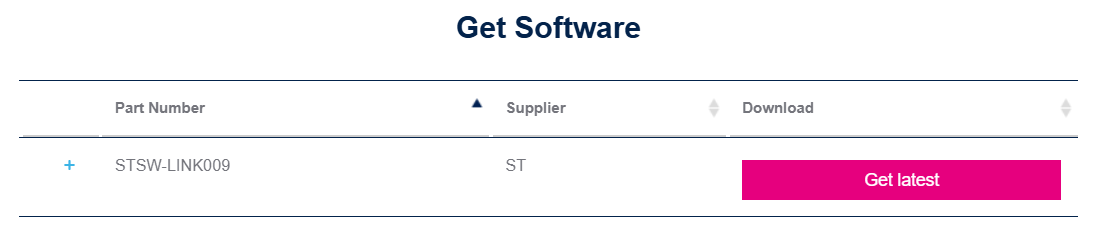 Get Software
Part Number Supplier Download
+ STSW-LINK009 ST Get latest